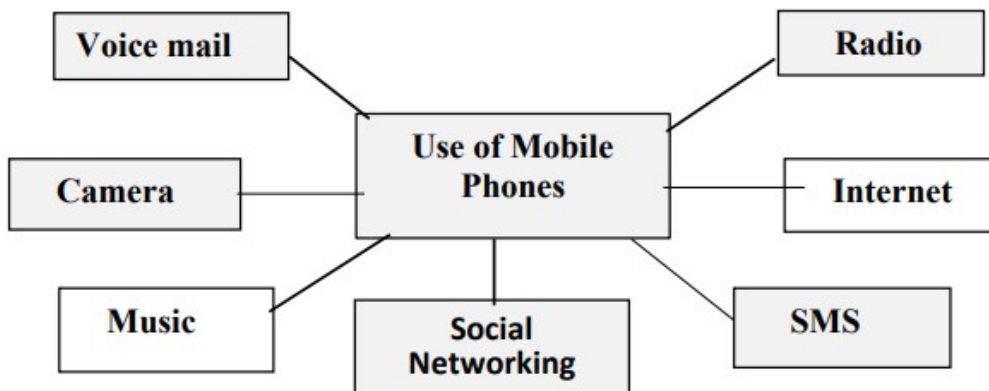 Voice mail
Radio
Use of Mobile
Phones
Camera
Internet
Music
Social
Networking
SMS